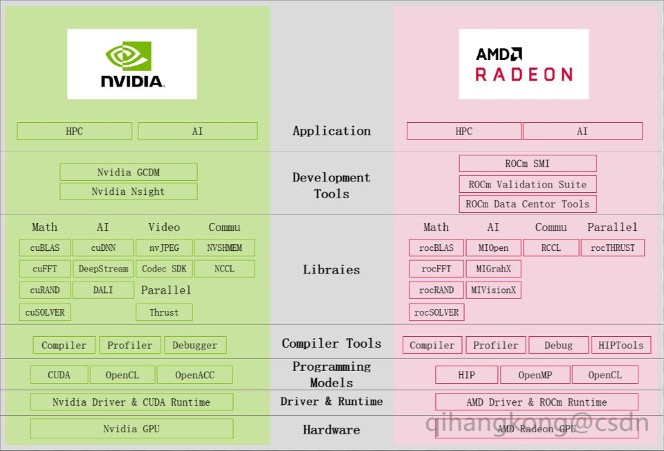 NVIDIA.
AMD
RADEON
HPC AI Application HPC AI
Nvidia GCDM
Nvidia Nsight
Development
Tools
ROCm SMI
ROCm Validation Suite
ROCm Data Centor Tools
Math AI Video Commu
cuBLAS cuDNN nvJPEG NVSHMEM
cuFFT DeepStream Codec SDK NCCL
cuRAND DALI Parallel
cuSOLVER Thrust
Libraies
Math AI Commu Parallel
rocBLAS MIOpen RCCL rocTHRUST
rocFFT MIGrahX
rocRAND MIVisionX
rocSOLVER
Compiler Profiler Debugger Compiler Tools Compiler Profiler Debug HIPTools
CUDA OpenCL OpenACC
Programming
Models
HIP OpenMP OpenCL
Nvidia Driver & CUDA Runtime Driver & Runtime AMD Driver & ROCm Runtime
Nvidia GPU Hardware AMD Radeon GPU
qihangkong@csdn